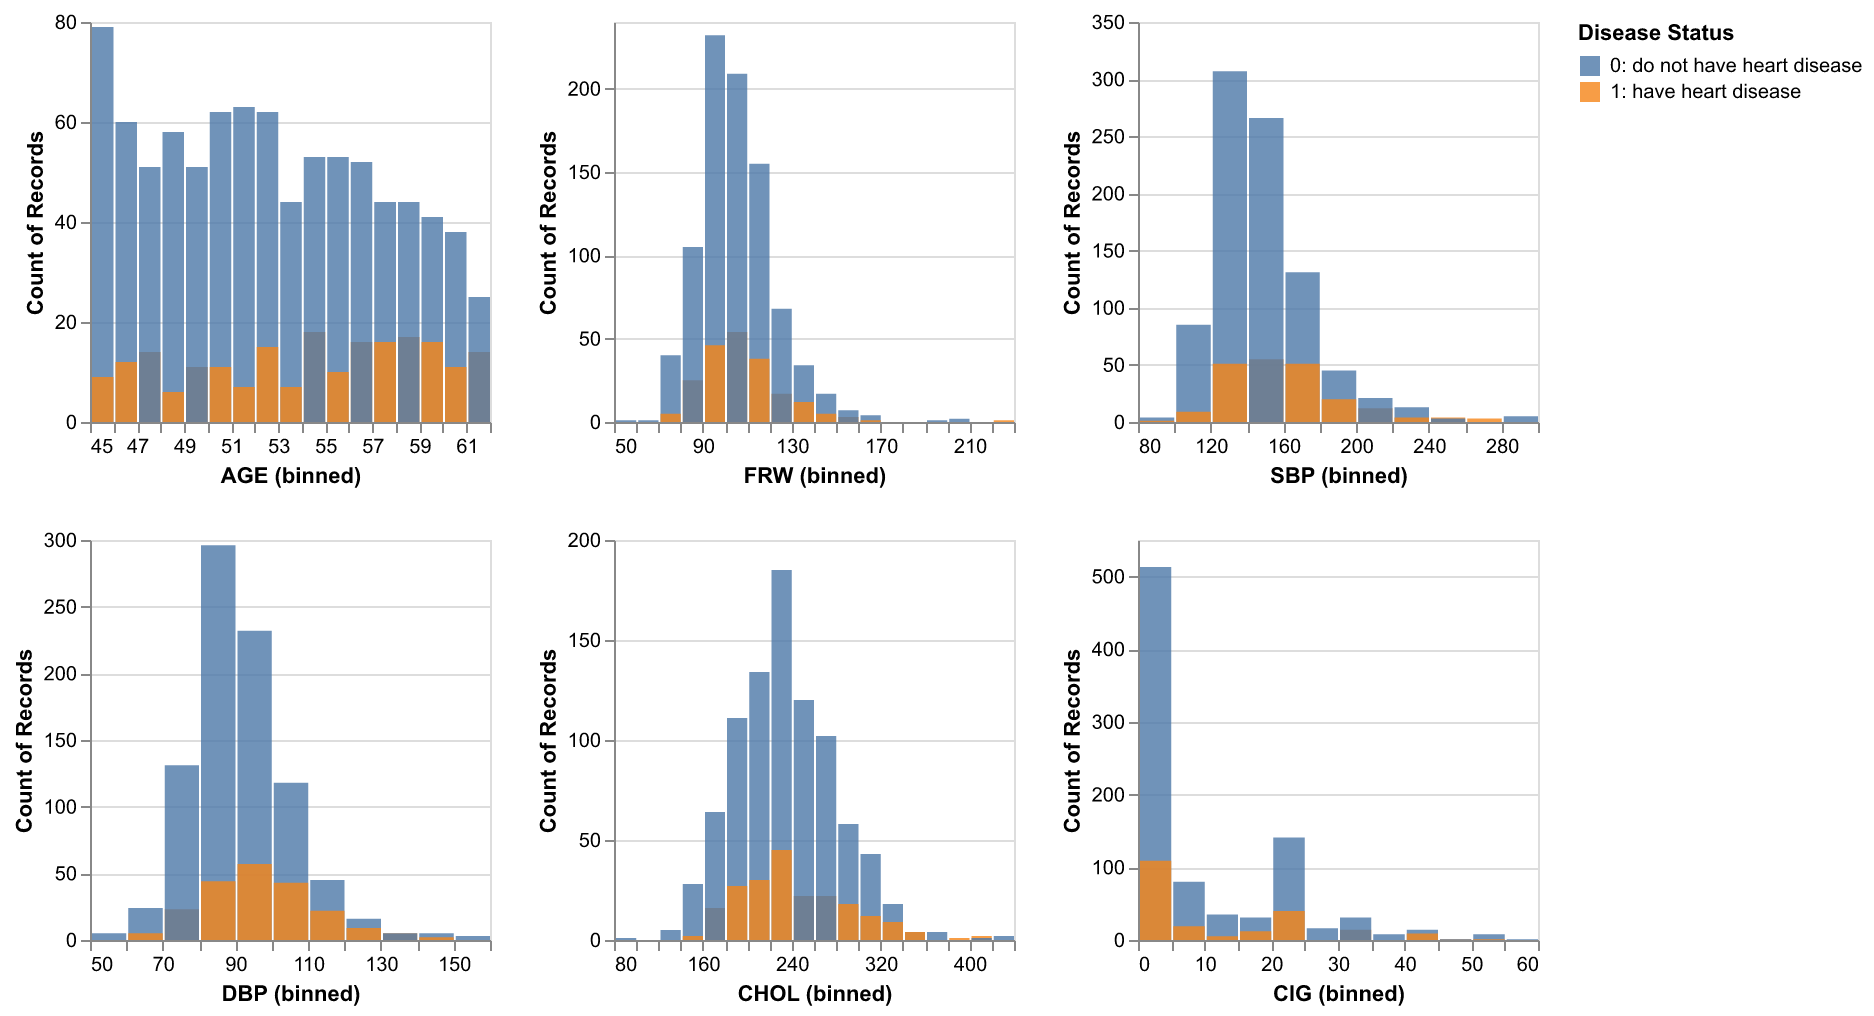 Disease Status
0: do not have heart disease
1: have heart disease
80
60
40
20
0
Count of Records
45 47 49 51 53 55 57 59 61
AGE (binned)
200
150
100
50
0
Count of Records
50 90 130 170 210
FRW (binned)
350
300
250
200
150
100
50
0
Count of Records
80 120 160 200 240 280
SBP (binned)
300
250
200
150
100
50
0
Count of Records
50 70 90 110 130 150
DBP (binned)
200
150
100
50
0
Count of Records
80 160 240 320 400
CHOL (binned)
500
400
300
200
100
0
Count of Records
0 10 20 30 40 50 60
CIG (binned)